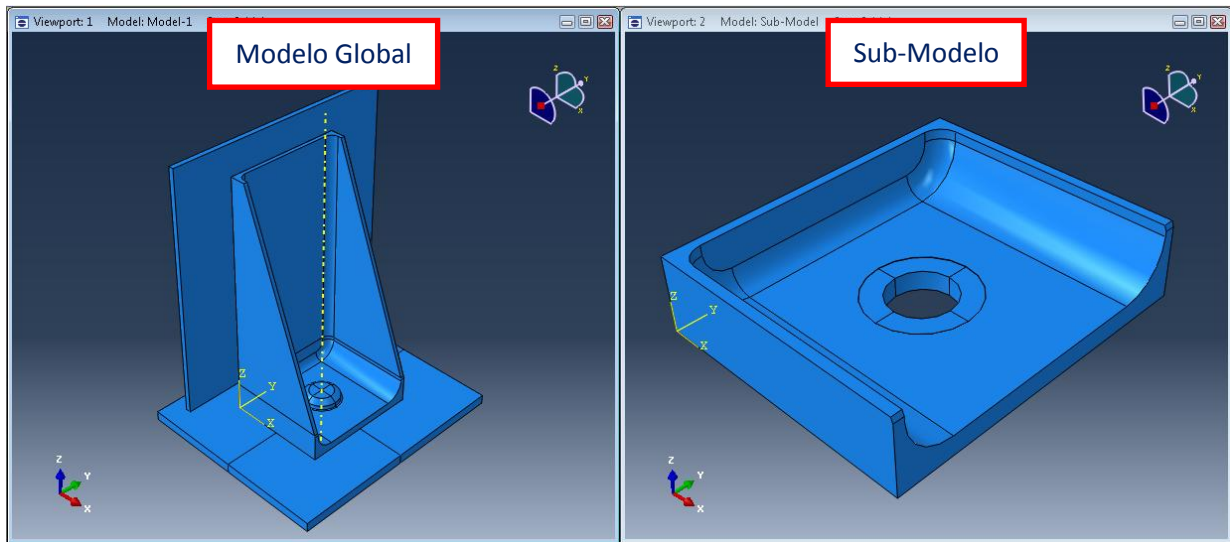 Viewport: 1 Model: Model-1
Modelo Global
Z
Y
X
Z
Y
X
Z
Y
X
Viewport: 2 Model: Sub-Model
Sub-Modelo
Z
Y
X
Z
Y
X
Z
Y
X